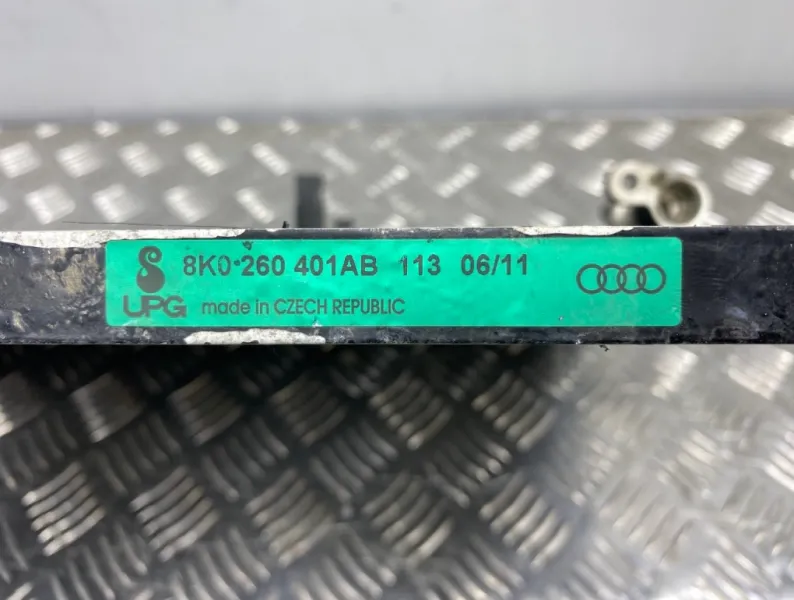 8K0 260 401AB 113 06/11
UPG made in CZECH REPUBLIC